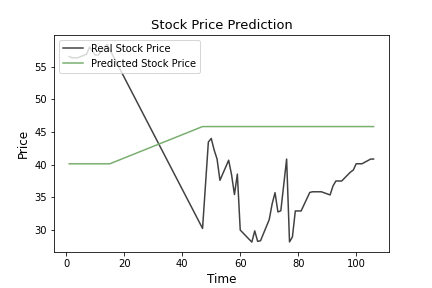 Stock Price Prediction
Real Stock Price
Predicted Stock Price
55
50
45
40
35
30
Price
0 20 40 60 80 100
Time